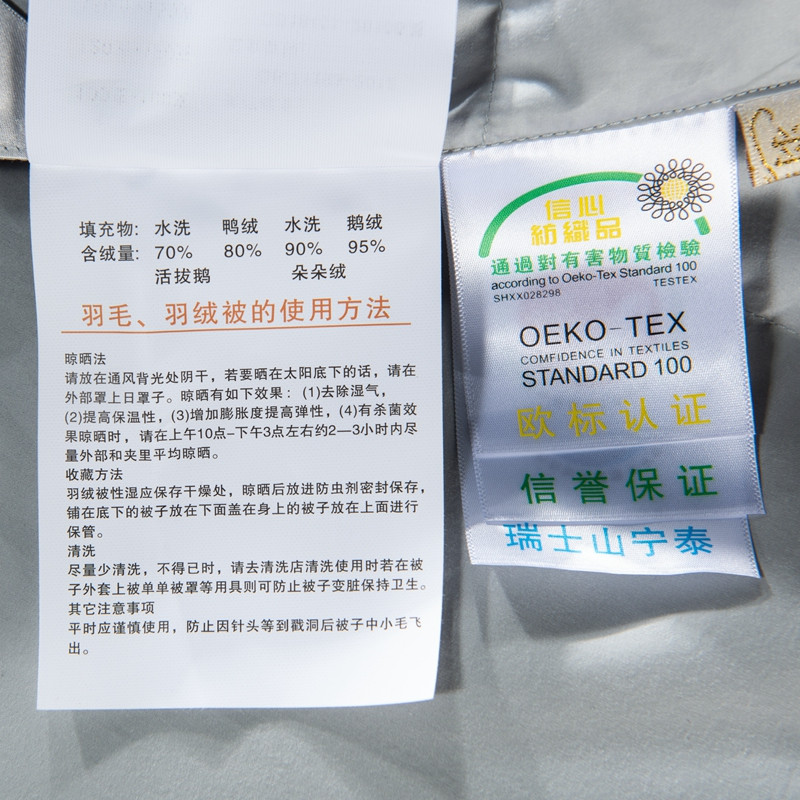 填充物: 水洗 鸭绒 水洗 鹅绒
含绒量: 70% 80% 90% 95%
活拔鹅 朵朵绒
羽毛、羽绒被的使用方法
晾晒法
请放在通风背光处阴干，若要晒在太阳底下的话，请在
外部罩上日罩子。晾晒有如下效果：(1)去除湿气，
(2)提高保温性，(3)增加膨胀度提高弹性，(4)有杀菌效
果晾晒时，请在上午10点–下午3点左右约2—3小时内尽
量外部和夹里平均晾晒。
收藏方法
羽绒被性湿应保存干燥处，晾晒后放进防虫剂密封保存，
铺在底下的被子放在下面盖在身上的被子放在上面进行
保管。
清洗
尽量少清洗，不得已时，请去清洗店清洗使用时若在被
子外套上被单单被罩等用具则可防止被子变脏保持卫生。
其它注意事项
平时应谨慎使用，防止因针头等到戳洞后被子中小毛飞
出。
信心
紡織品
通過對有害物質檢驗
according to Oeko-Tex Standard 100
SHXX028298 TESTEX
OEKO-TEX
COMFIDENCE IN TEXTILES
STANDARD 100
欧标认证
信誉保证
瑞士山宁泰